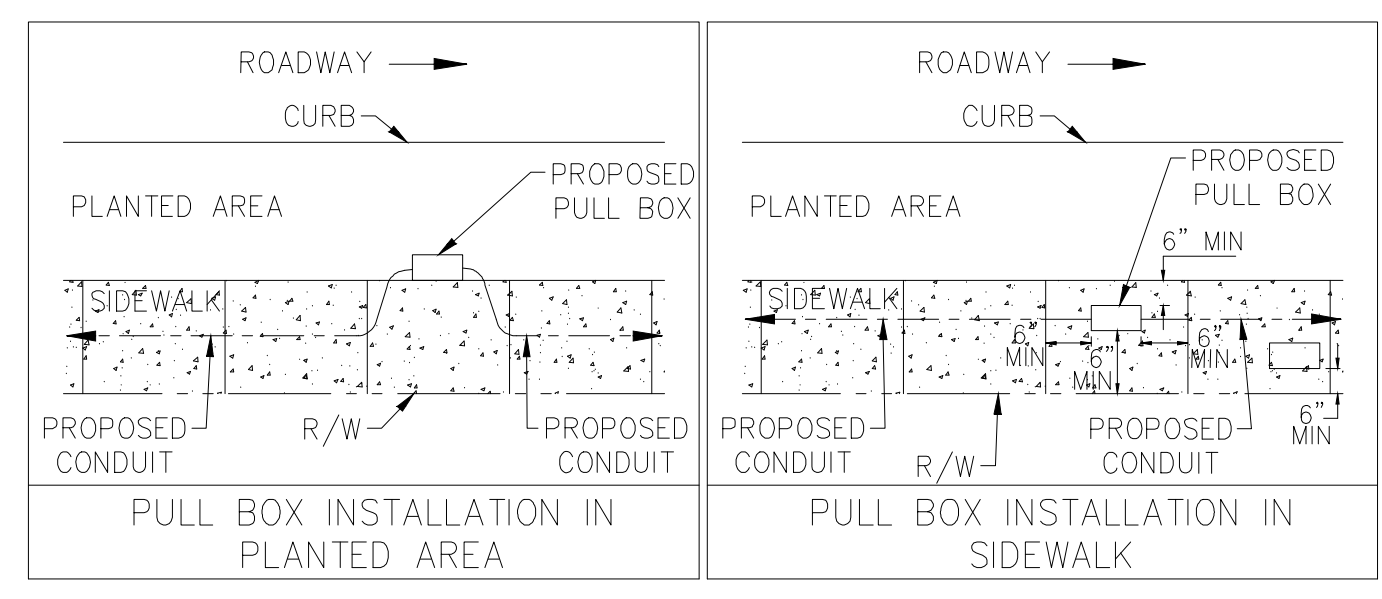 ROADWAY
CURB
PROPOSED
PULL BOX
PLANTED AREA
SIDEWALK
PROPOSED
CONDUIT
R/W
PROPOSED
CONDUIT
PULL BOX INSTALLATION IN
PLANTED AREA
ROADWAY
CURB
PROPOSED
PULL BOX
PLANTED AREA
6" MIN
SIDEWALK
6"
MIN
6"
MIN
6"
MIN
6"
MIN
PROPOSED
CONDUIT
R/W
PROPOSED
CONDUIT
PULL BOX INSTALLATION IN
SIDEWALK